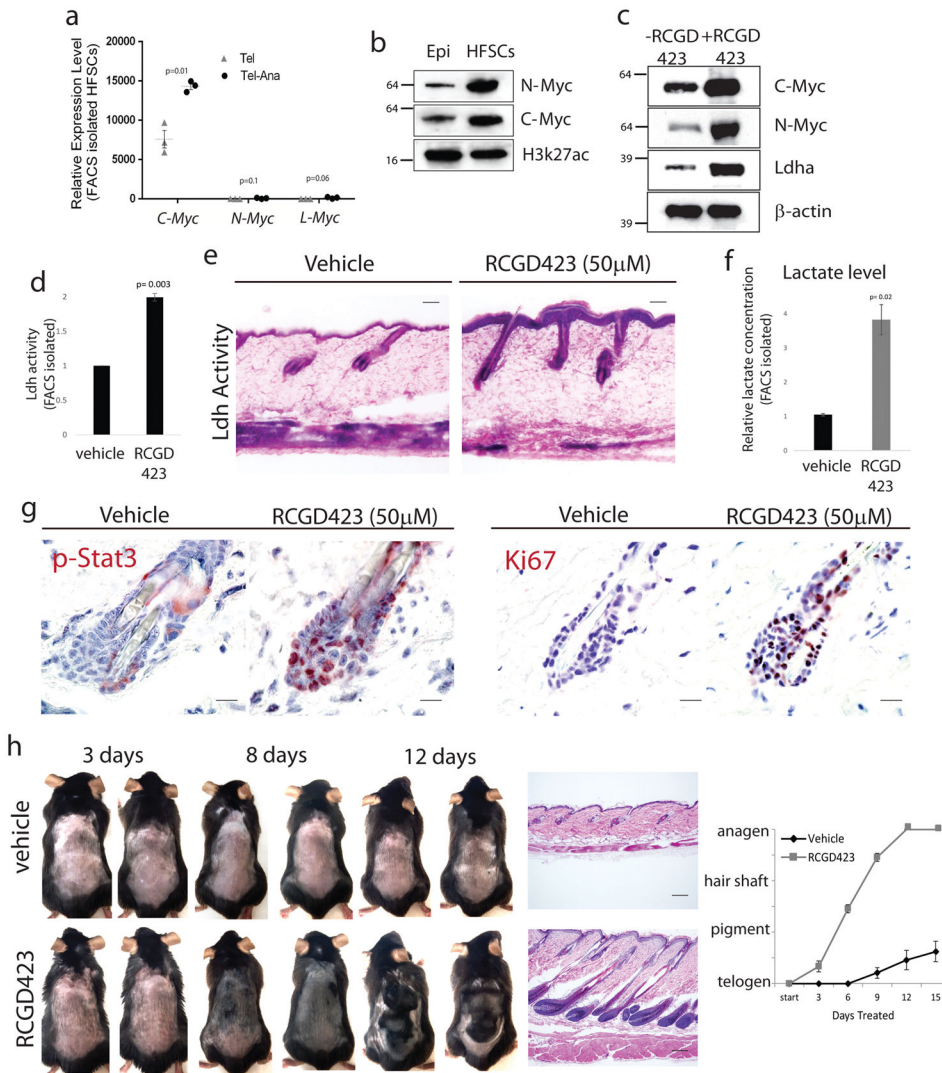 a
Relative Expression Level
(FACS isolated HFSCs)
20000
15000
10000
5000
0
Tel
Tel-Ana
p=0.01
p=0.1
p=0.06
C-Myc N-Myc L-Myc
b
Epi HFSCs
64
N-Myc
64
C-Myc
16
H3k27ac
c
-RCGD +RCGD
423 423
64
C-Myc
64
N-Myc
39
Ldha
39
β-actin
d
Ldh activity
(FACS isolated)
2
1.5
1
0.5
0
p= 0.003
vehicle RCGD
423
e
Vehicle RCGD423 (50μM)
Ldh Activity
f
Lactate level
Relative lactate concentration
(FACS isolated)
5
4
3
2
1
0
p= 0.02
vehicle RCGD
423
g
Vehicle RCGD423 (50μM)
p-Stat3
Vehicle RCGD423 (50μM)
Ki67
h
3 days 8 days 12 days
vehicle
RCGD423
anagen
hair shaft
pigment
telogen
Vehicle
RCGD423
start 3 6 9 12 15
Days Treated